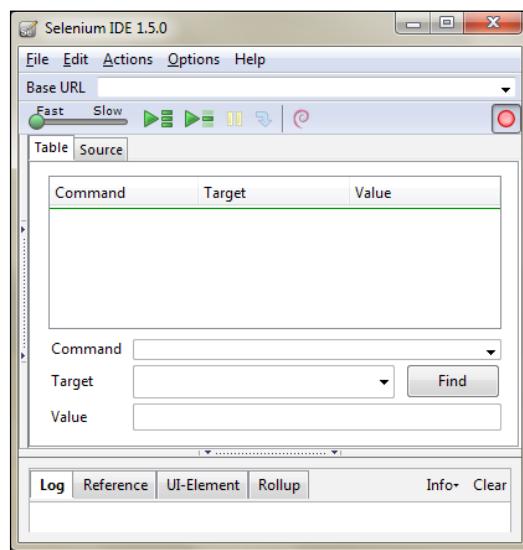 Selenium IDE 1.5.0
File Edit Actions Options Help
Base URL
Fast Slow
Table Source
Command Target Value
Command
Target Find
Value
Log Reference UI-Element Rollup Info Clear